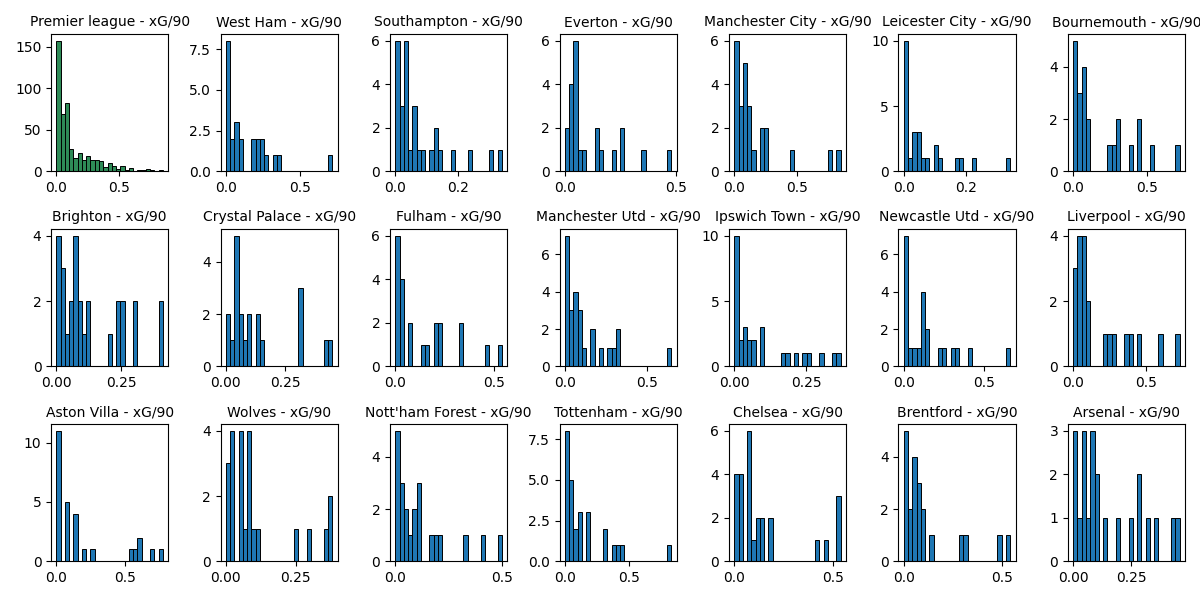 Premier league - xG/90 West Ham - xG/90 Southampton - xG/90 Everton - xG/90 Manchester City - xG/90 Leicester City - xG/90 Bournemouth - xG/90
150 7.5 6 6 6 10 4
100 5.0 4 4 4 5 2
50 2.5 2 2 2 0 0
0 0.0 0 0 0
0.0 0.5 0.0 0.5 0.0 0.2 0.0 0.5 0.0 0.5 0.0 0.2 0.0 0.5
Brighton - xG/90 Crystal Palace - xG/90 Fulham - xG/90 Manchester Utd - xG/90 Ipswich Town - xG/90 Newcastle Utd - xG/90 Liverpool - xG/90
4 4 6 6 10 6 4
2 2 4 4 5 4 2
0 0 2 2 0 2 0
0 0 0
0.00 0.25 0.00 0.25 0.0 0.5 0.0 0.5 0.00 0.25 0.0 0.5 0.0 0.5
Aston Villa - xG/90 Wolves - xG/90 Nott'ham Forest - xG/90 Tottenham - xG/90 Chelsea - xG/90 Brentford - xG/90 Arsenal - xG/90
10 4 4 7.5 6 4 3
5 2 2 5.0 4 2 2
0 0 0 2.5 2 0 1
0.0 0 0
0.0 0.5 0.00 0.25 0.0 0.5 0.0 0.5 0.0 0.5 0.0 0.5 0.00 0.25